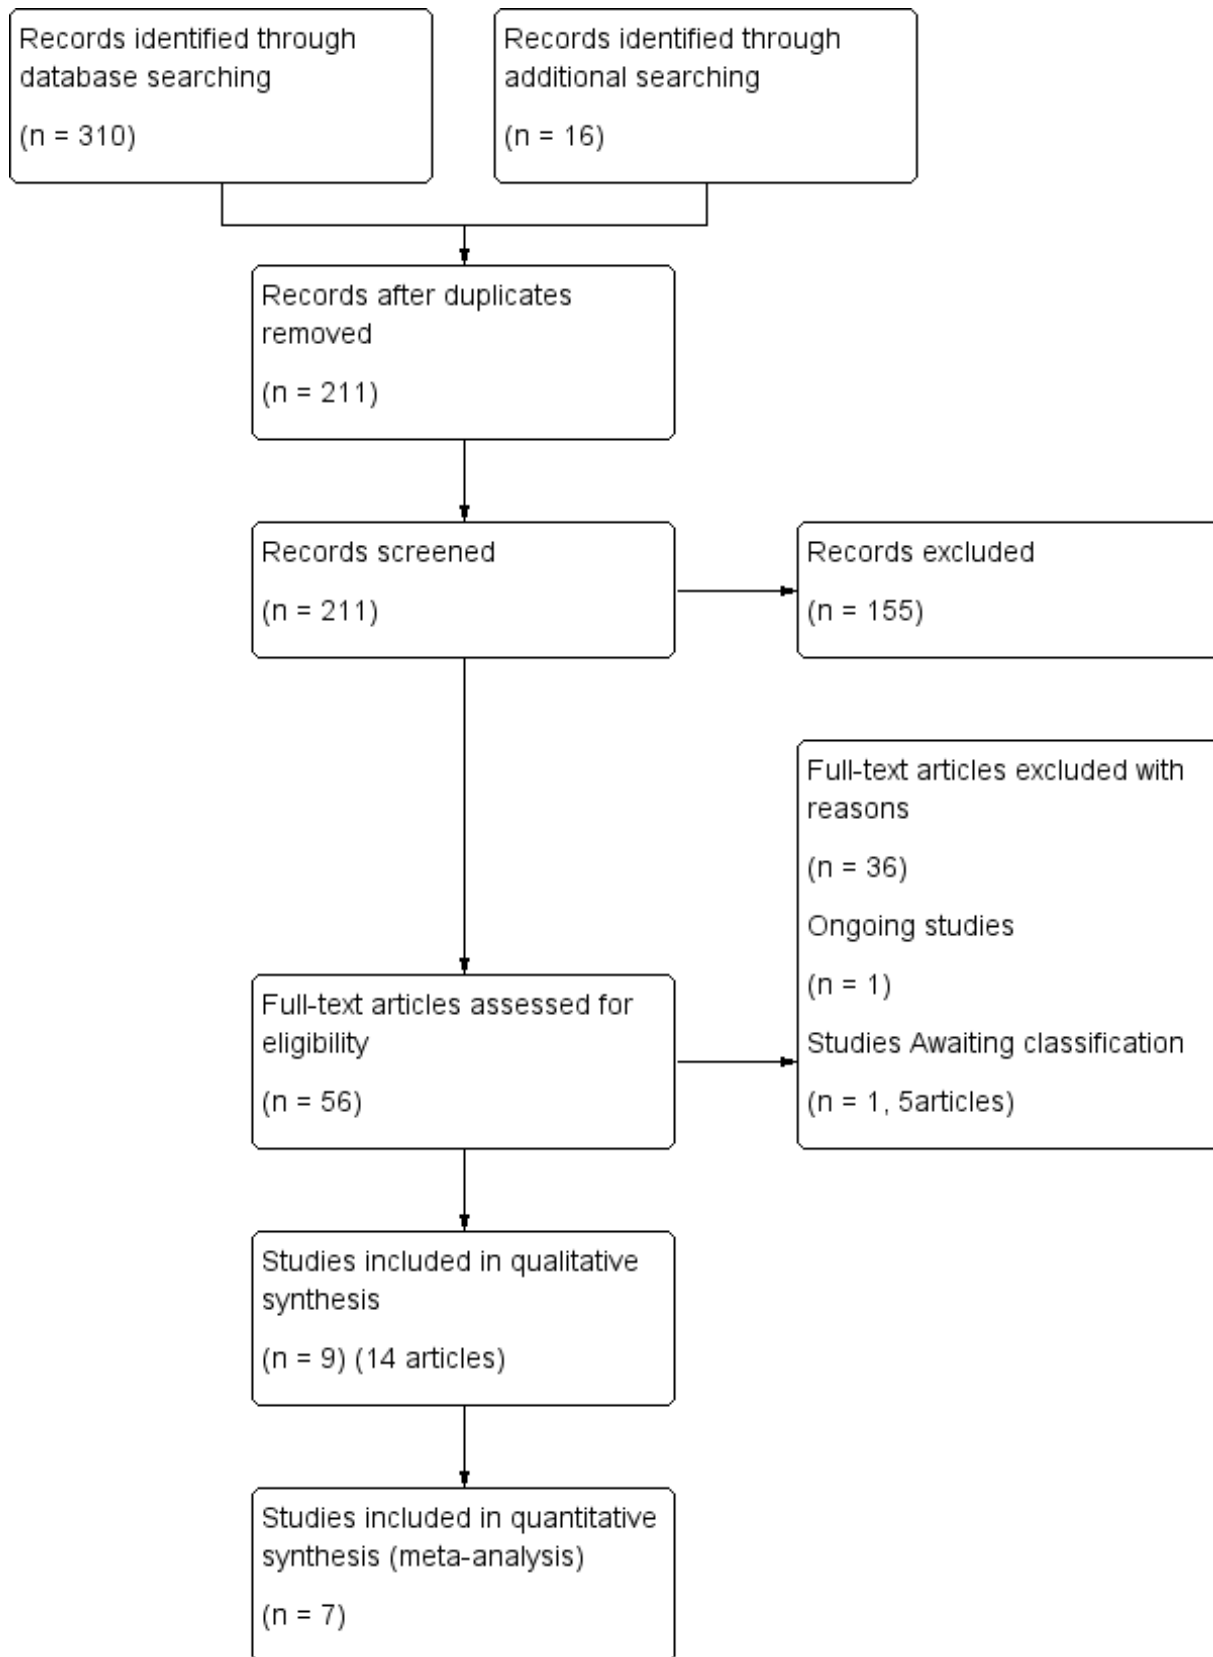 Records identified through
database searching
(n = 310)
Records identified through
additional searching
(n = 16)
Records after duplicates
removed
(n = 211)
Records screened
(n = 211)
Records excluded
(n = 155)
Full-text articles excluded with
reasons
(n = 36)
Ongoing studies
(n = 1)
Studies Awaiting classification
(n = 1, 5articles)
Full-text articles assessed for
eligibility
(n = 56)
Studies included in qualitative
synthesis
(n = 9) (14 articles)
Studies included in quantitative
synthesis (meta-analysis)
(n = 7)